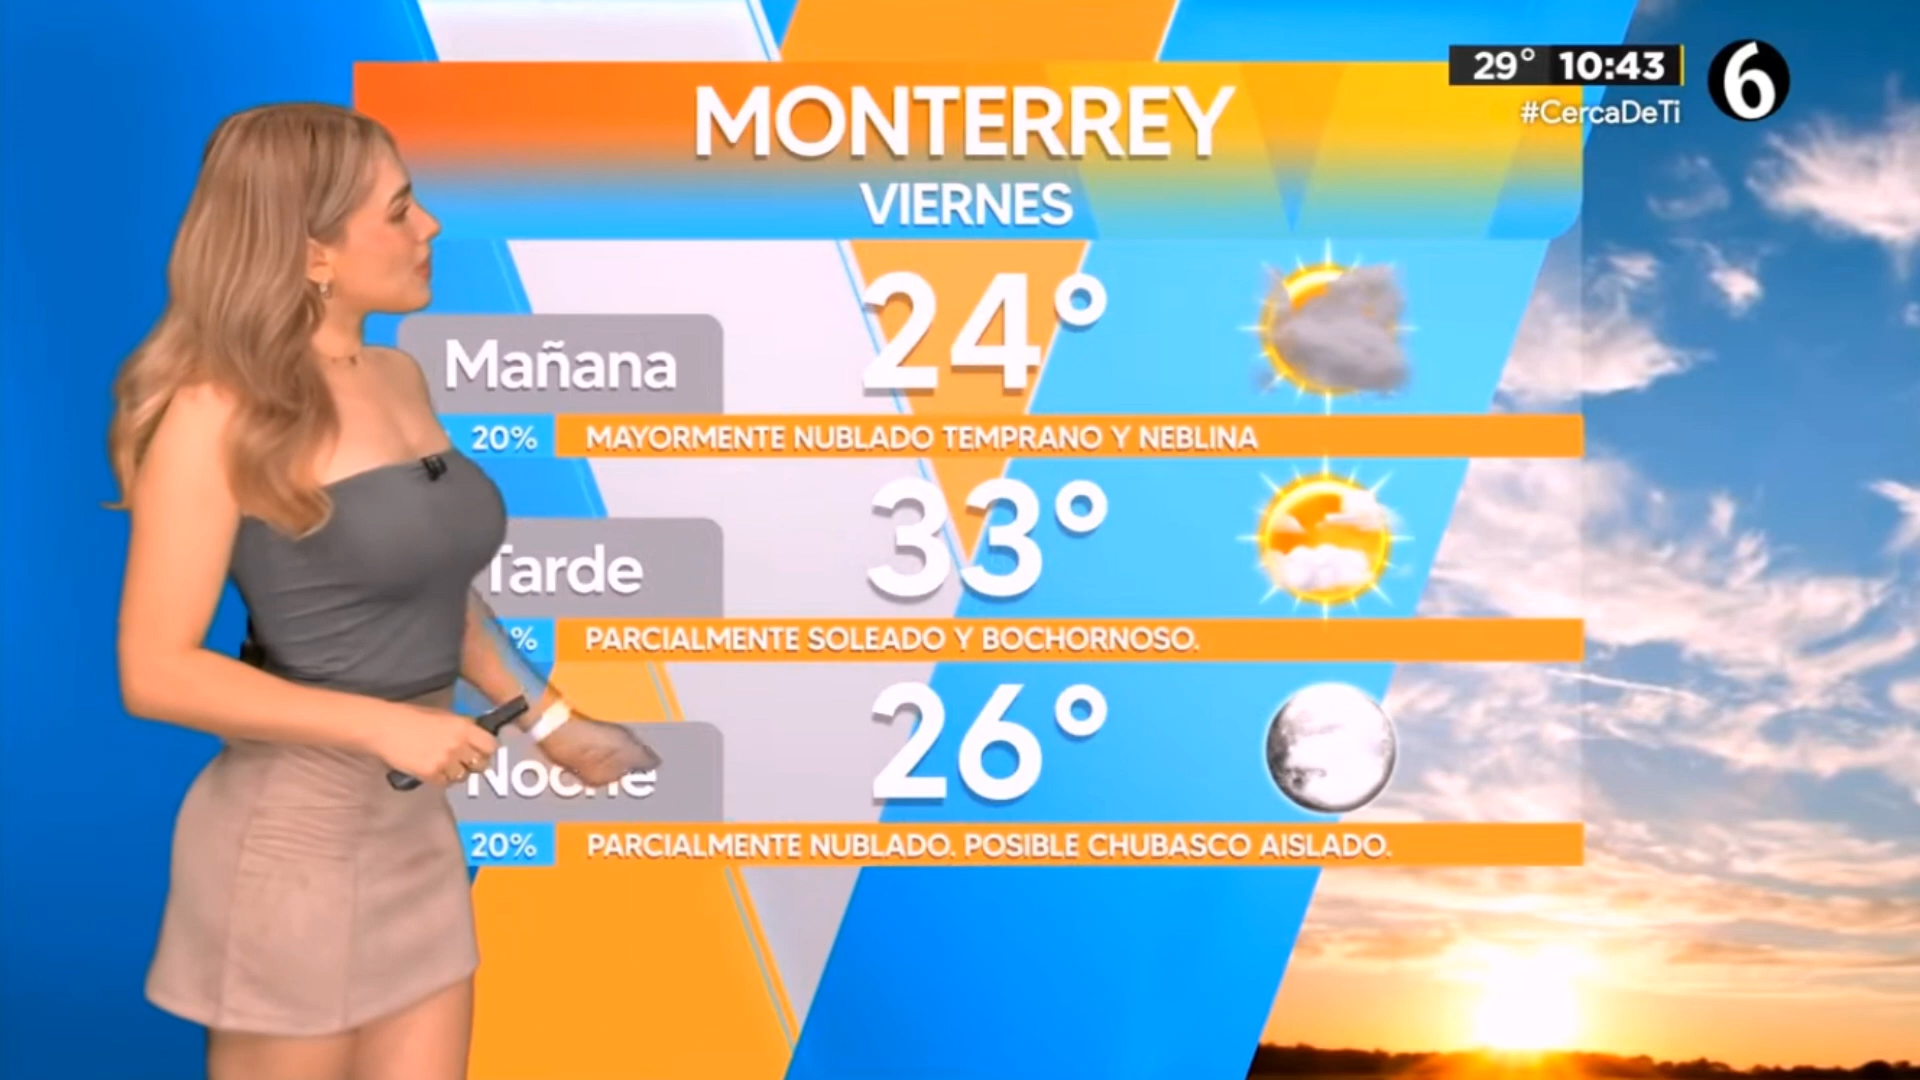 29° 10:43
6
#CercaDeTi
MONTERREY
VIERNES
Mañana 24°
20% MAYORMENTE NUBLADO TEMPRANO Y NEBLINA
Tarde 33°
% PARCIALMENTE SOLEADO Y BOCHORNOSO.
Noche 26°
20% PARCIALMENTE NUBLADO. POSIBLE CHUBASCO AISLADO.